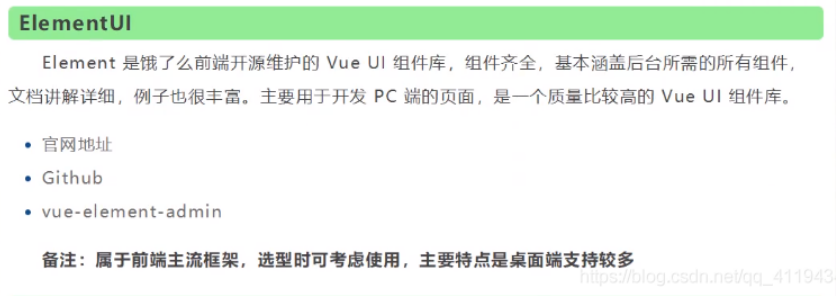 ElementUI
Element 是饿了么前端开源维护的 Vue UI 组件库，组件齐全，基本涵盖后台所需的所有组件，
文档讲解详细，例子也很丰富。主要用于开发 PC 端的页面，是一个质量比较高的 Vue UI 组件库。
官网地址
Github
vue-element-admin
备注：属于前端主流框架，选型时可考虑使用，主要特点是桌面端支持较多
https://blog.csdn.net/qq_411943